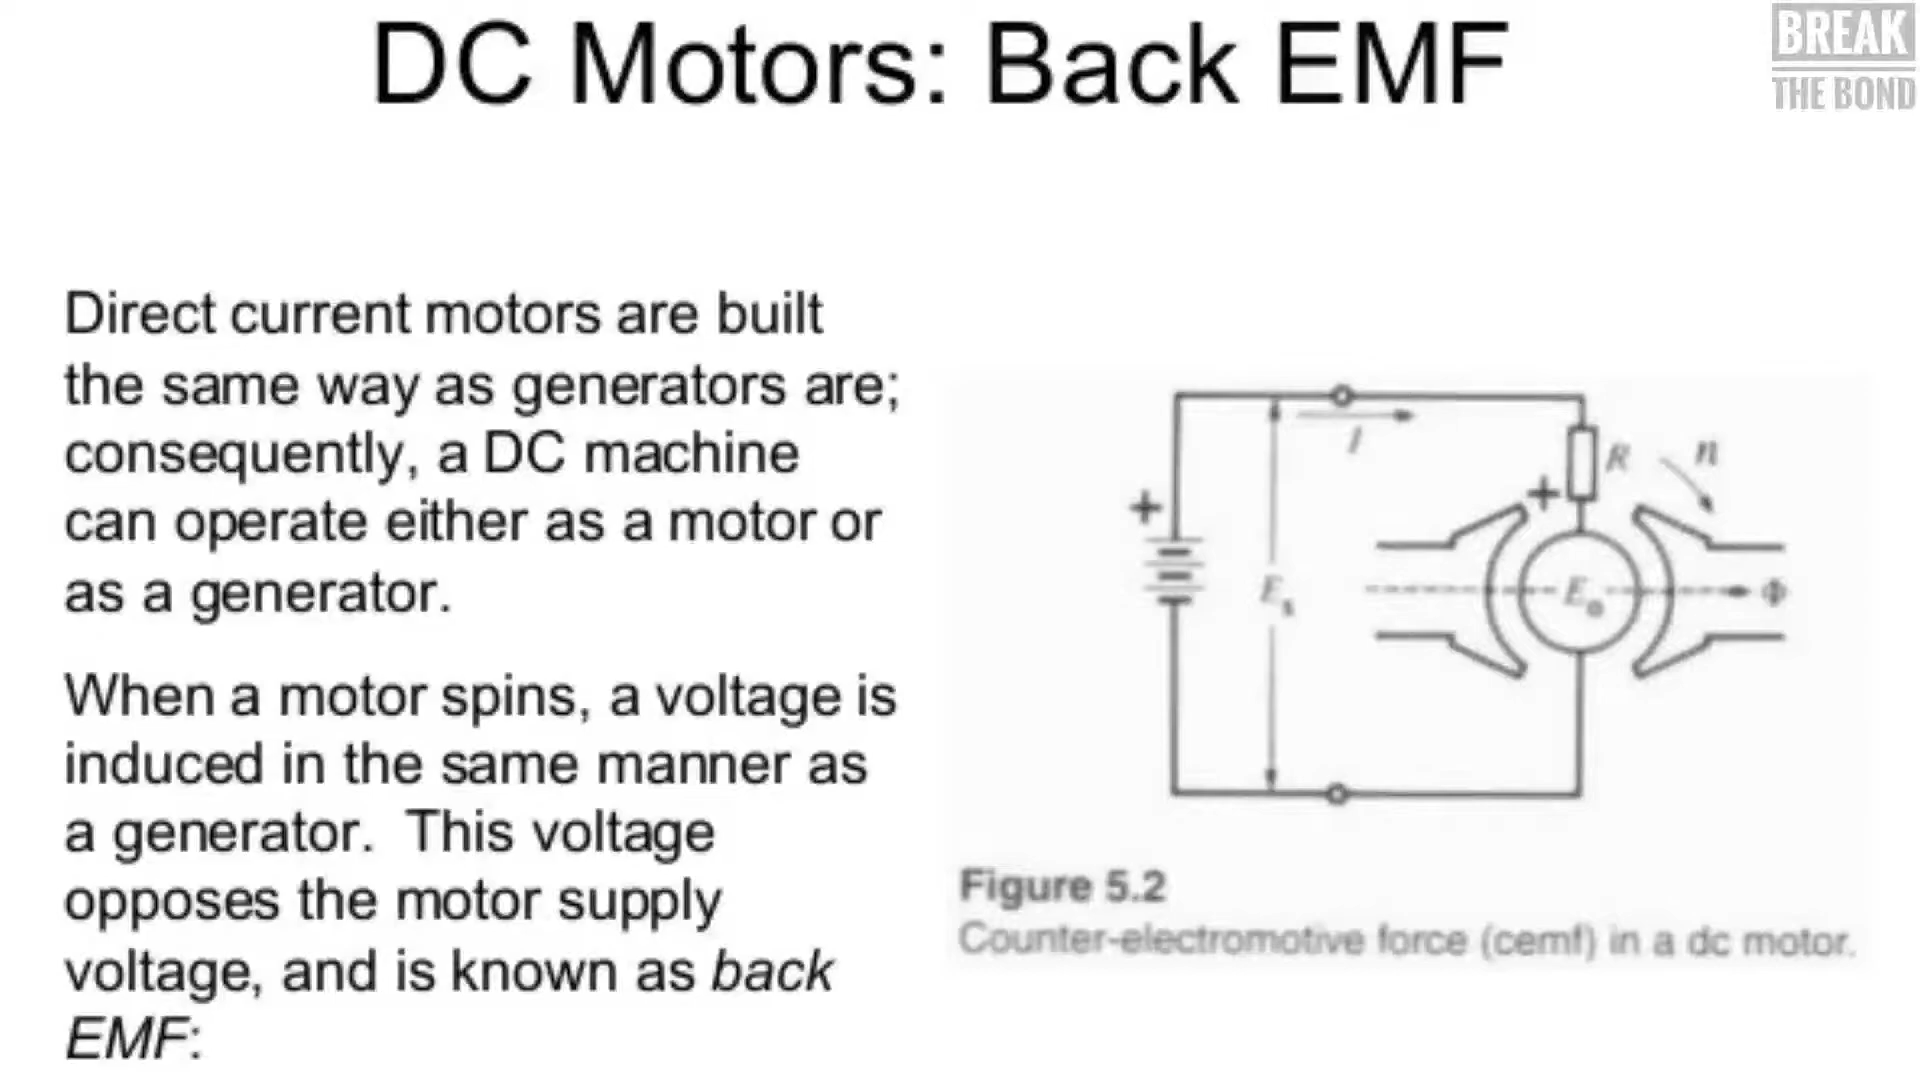 DC Motors: Back EMF
BREAK
THE BOND
Direct current motors are built
the same way as generators are;
consequently, a DC machine
can operate either as a motor or
as a generator.
When a motor spins, a voltage is
induced in the same manner as
a generator. This voltage
opposes the motor supply
voltage, and is known as back
EMF:
I
R
n
+
+
Es
Eo
Φ
Figure 5.2
Counter-electromotive force (cemf) in a dc motor.